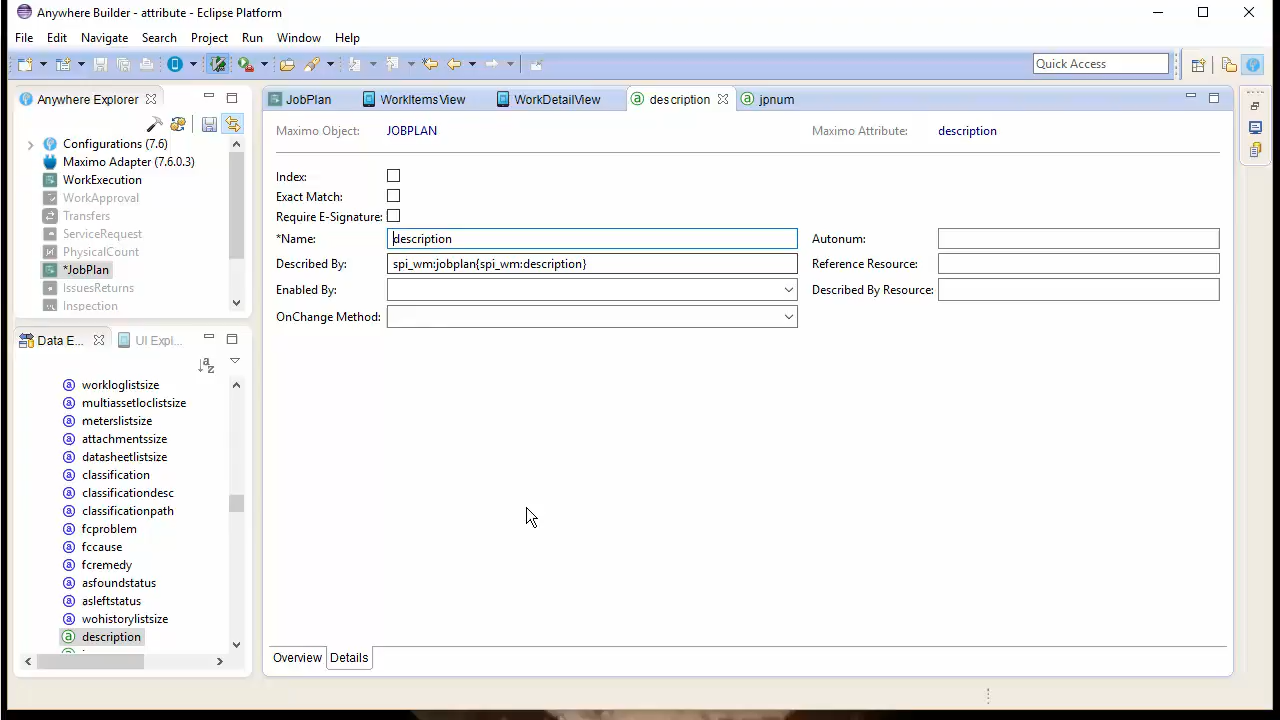 Anywhere Builder - attribute - Eclipse Platform
File Edit Navigate Search Project Run Window Help
Quick Access
Anywhere Explorer
Configurations (7.6)
Maximo Adapter (7.6.0.3)
WorkExecution
WorkApproval
Transfers
ServiceRequest
PhysicalCount
*JobPlan
IssuesReturns
Inspection
Data E...
UI Expl...
workloglistsize
multiassetloclistsize
meterslistsize
attachmentssize
datasheetlistsize
classification
classificationdesc
classificationpath
fcproblem
fccause
fcremedy
asfoundstatus
asleftstatus
wohistorylistsize
description
JobPlan WorkItemsView WorkDetailView description jpnum
Maximo Object: JOBPLAN Maximo Attribute: description
Index:
Exact Match:
Require E-Signature:
*Name: description Autonum:
Described By: spi_wm:jobplan{spi_wm:description} Reference Resource:
Enabled By: Described By Resource:
OnChange Method:
Overview Details